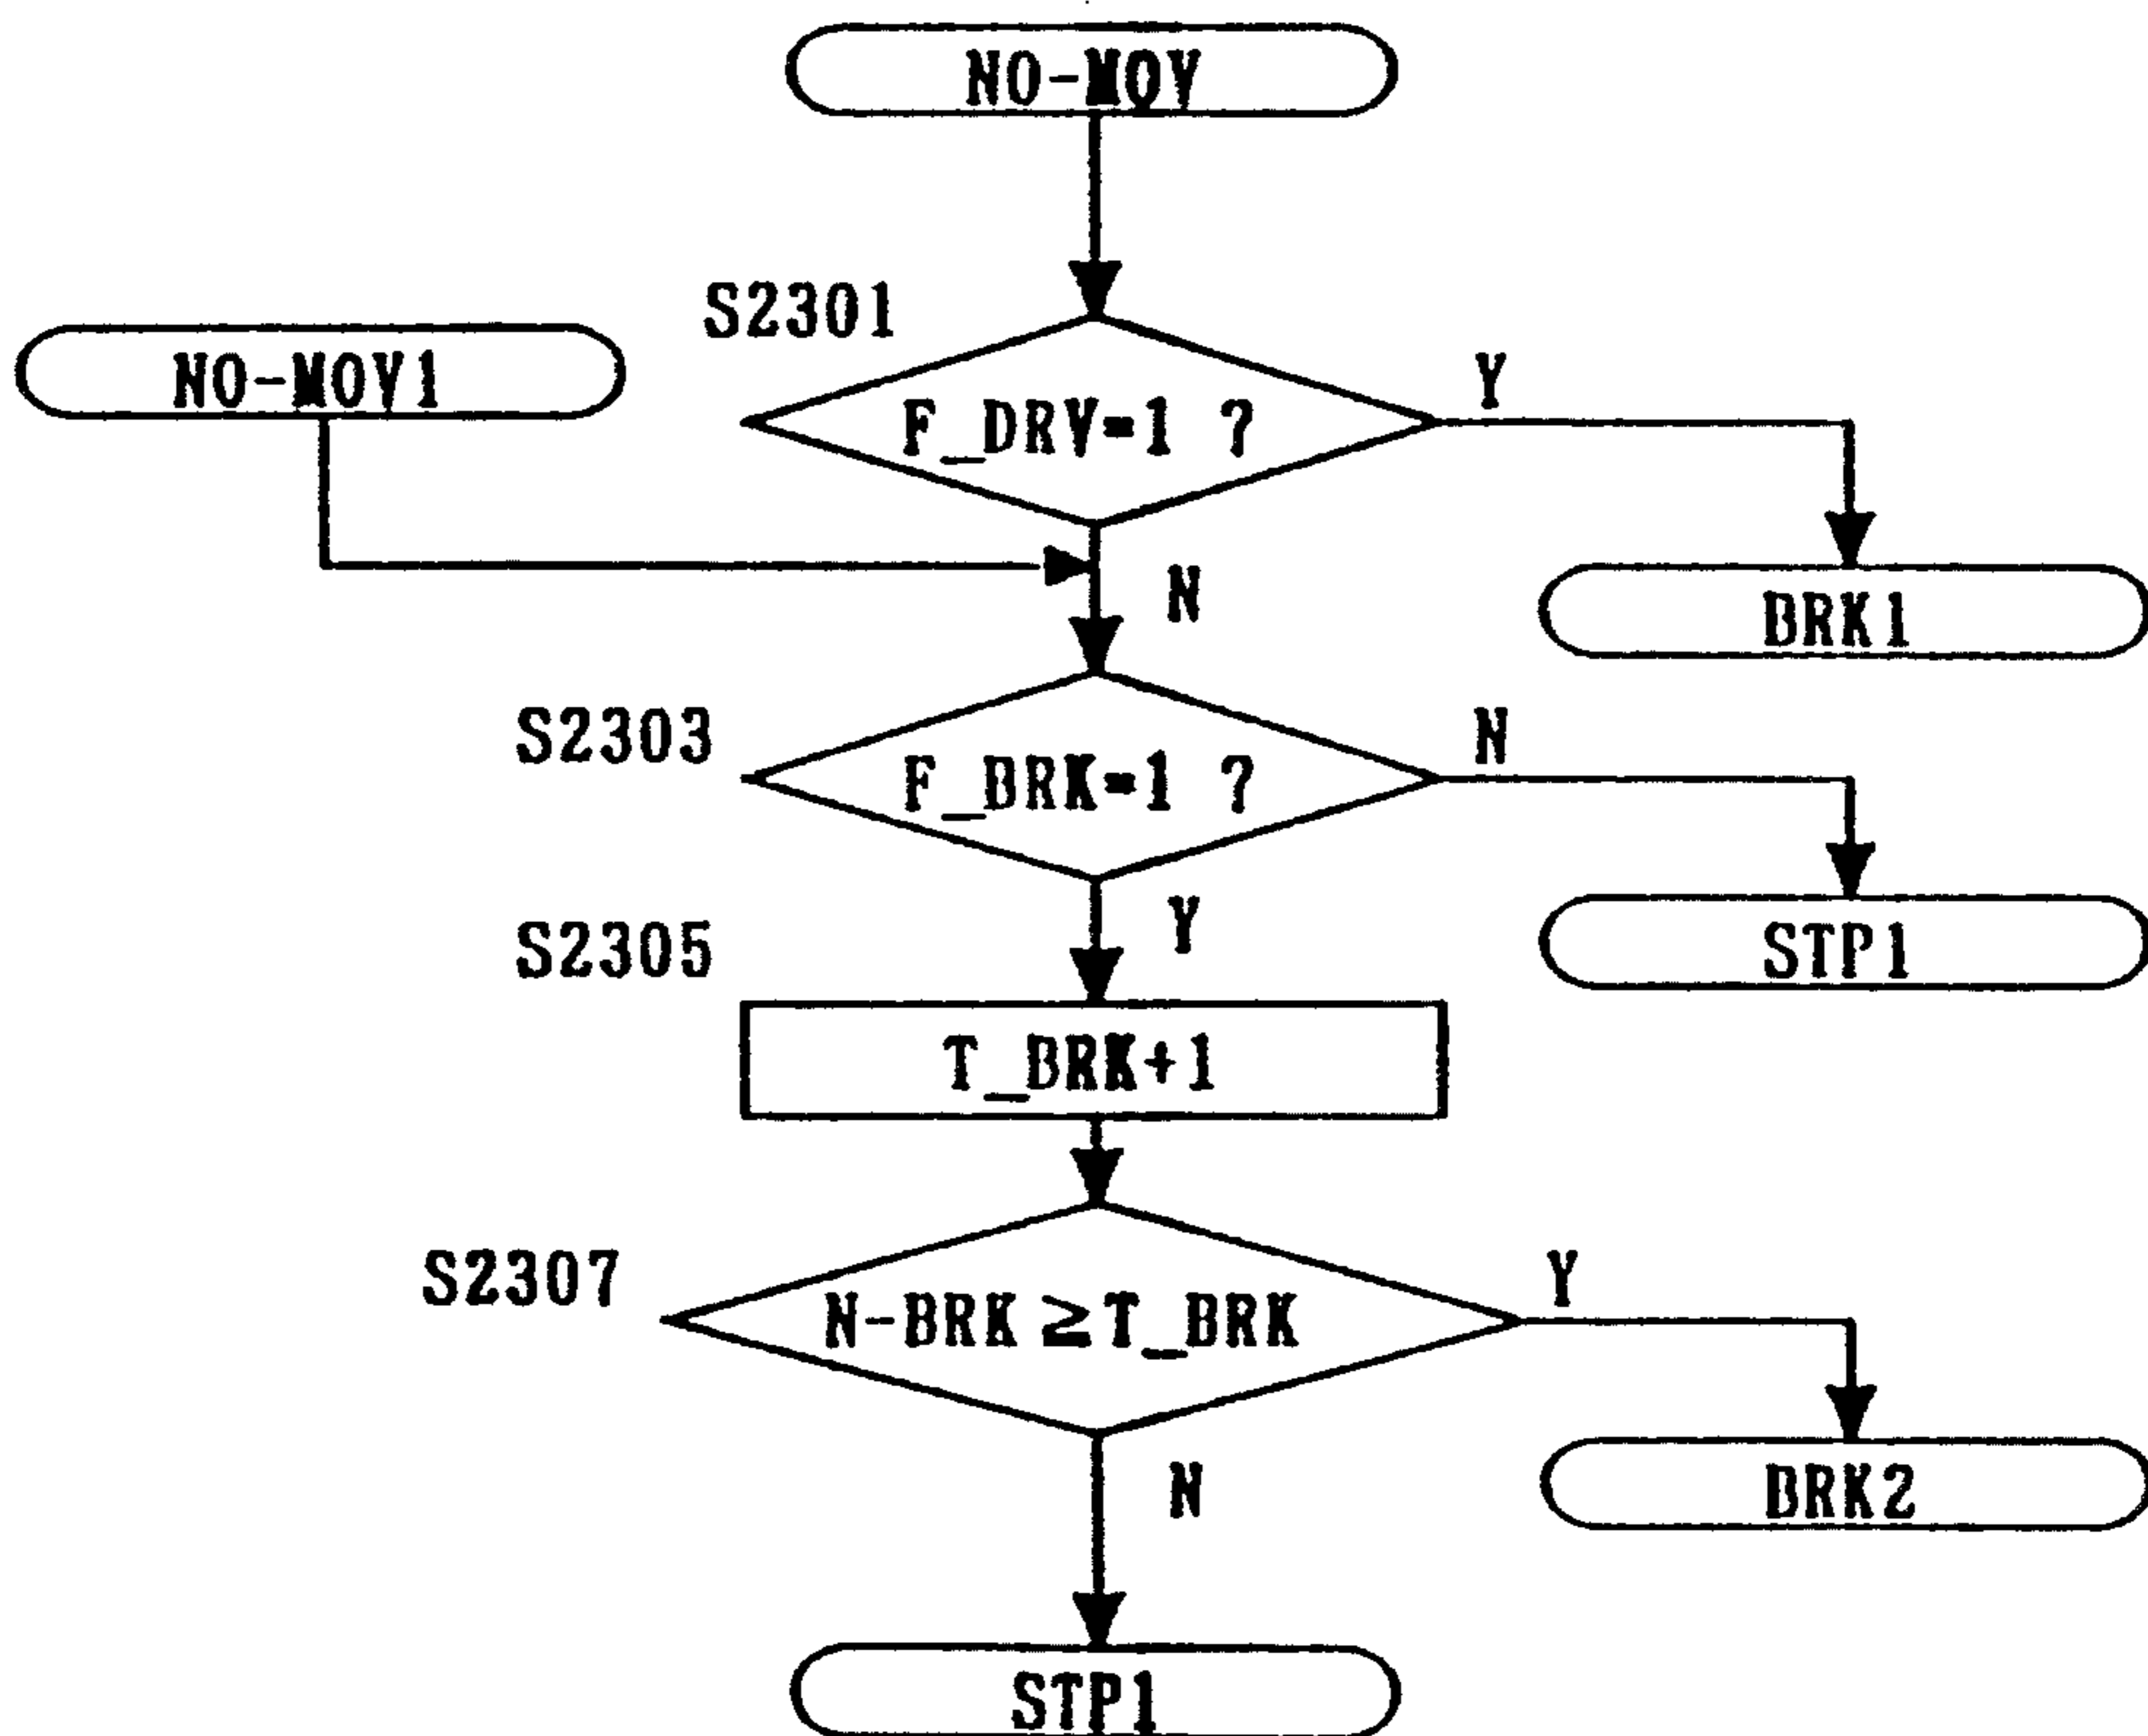 NO-MOV
S2301
NO-MOV1
F_DRV=1 ?
Y
N
BRK1
S2303
F_BRK=1 ?
N
Y
STP1
S2305
T_BRK+1
S2307
N-BRK≥T_BRK
Y
N
BRK2
STP1